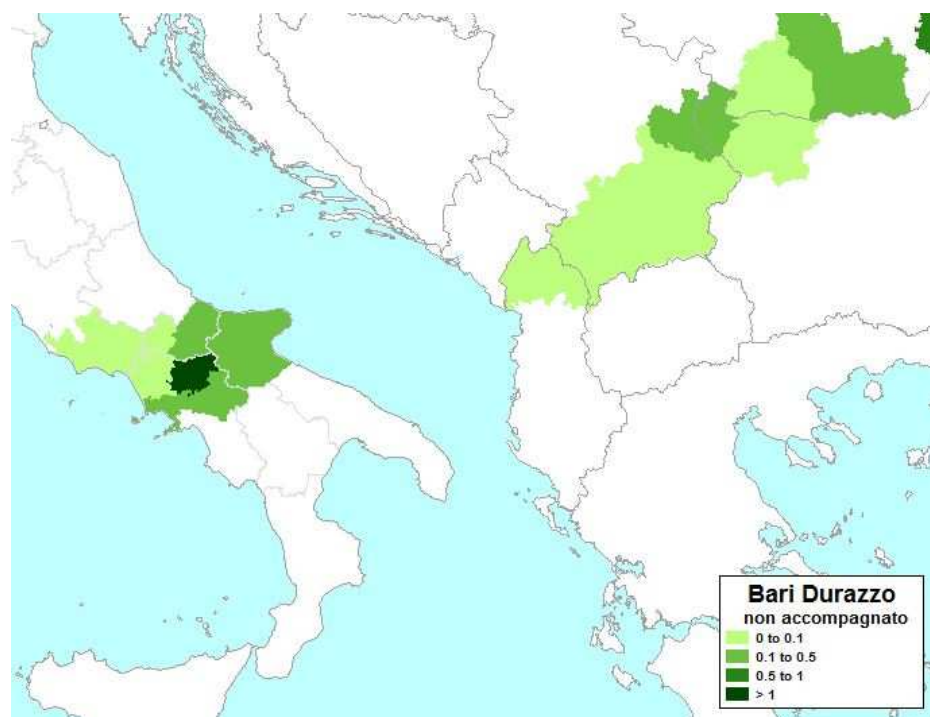 Bari Durazzo
non accompagnato
0 to 0.1
0.1 to 0.5
0.5 to 1
> 1